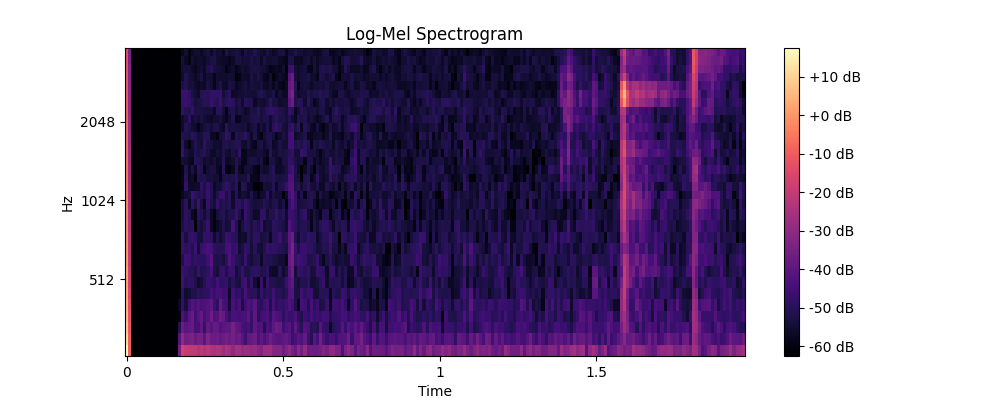 Log-Mel Spectrogram
Hz
2048
1024
512
0 0.5 1 1.5
Time
+10 dB
+0 dB
-10 dB
-20 dB
-30 dB
-40 dB
-50 dB
-60 dB